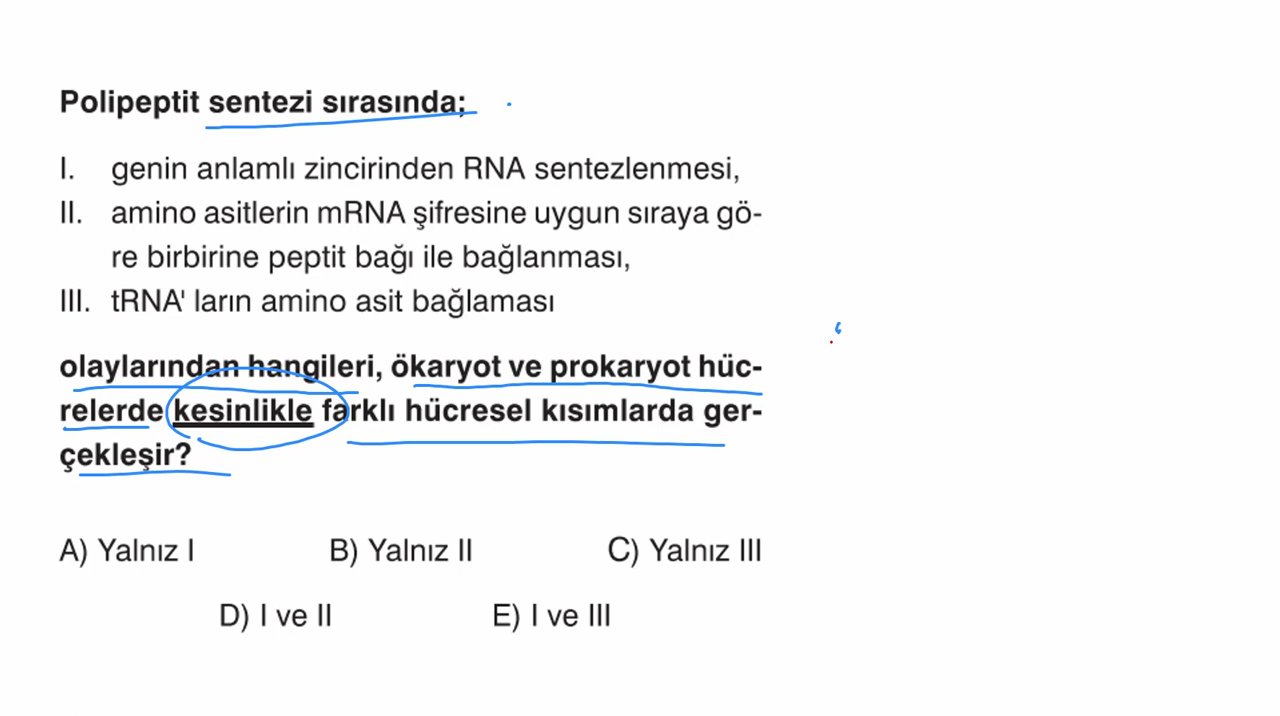 Polipeptit sentezi sırasında;
I. genin anlamlı zincirinden RNA sentezlenmesi,
II. amino asitlerin mRNA şifresine uygun sıraya gö-
re birbirine peptit bağı ile bağlanması,
III. tRNA' ların amino asit bağlaması
olaylarından hangileri, ökaryot ve prokaryot hüc-
relerde kesinlikle farklı hücresel kısımlarda ger-
çekleşir?
A) Yalnız I B) Yalnız II C) Yalnız III
D) I ve II E) I ve III